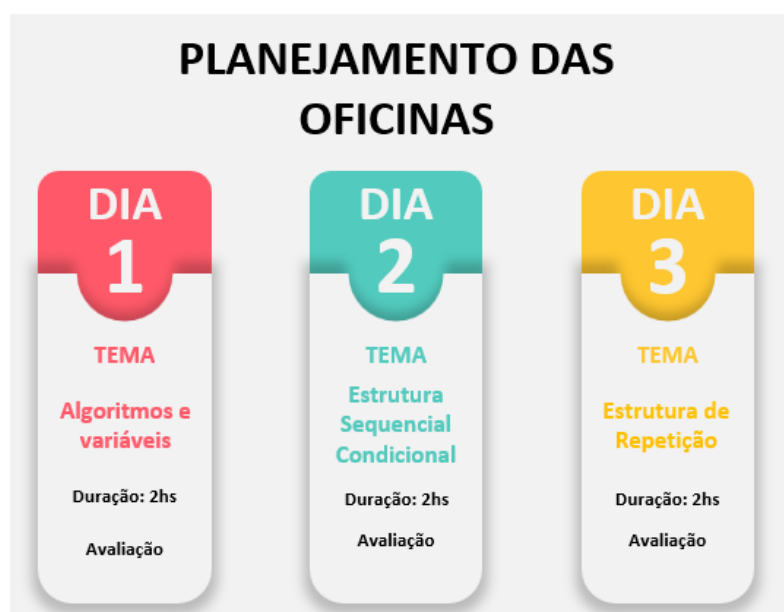 PLANEJAMENTO DAS
OFICINAS
DIA
1
TEMA
Algoritmos e
variáveis
Duração: 2hs
Avaliação
DIA
2
TEMA
Estrutura
Sequencial
Condicional
Duração: 2hs
Avaliação
DIA
3
TEMA
Estrutura de
Repetição
Duração: 2hs
Avaliação